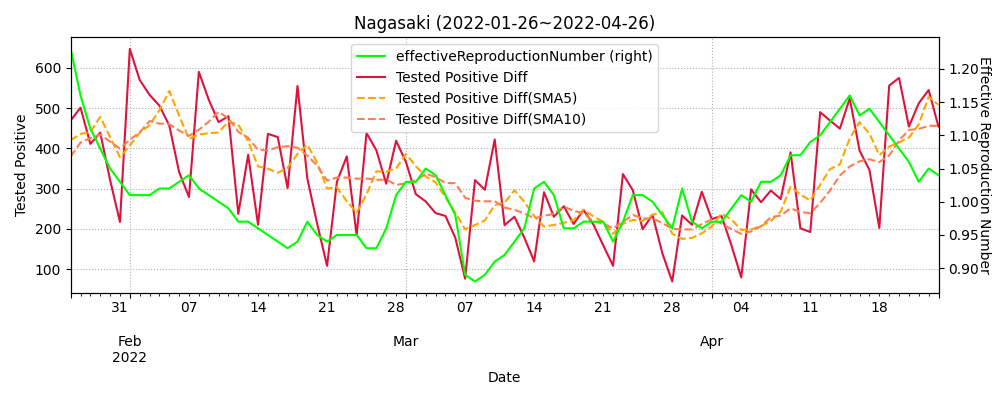 Nagasaki (2022-01-26~2022-04-26)
effectiveReproductionNumber (right)
Tested Positive Diff
Tested Positive Diff(SMA5)
Tested Positive Diff(SMA10)
Tested Positive
600
500
400
300
200
100
1.20
1.15
1.10
1.05
1.00
0.95
0.90
Effective Reproduction Number
31 07 14 21 28 07 14 21 28 04 11 18
Feb Mar Apr
2022
Date